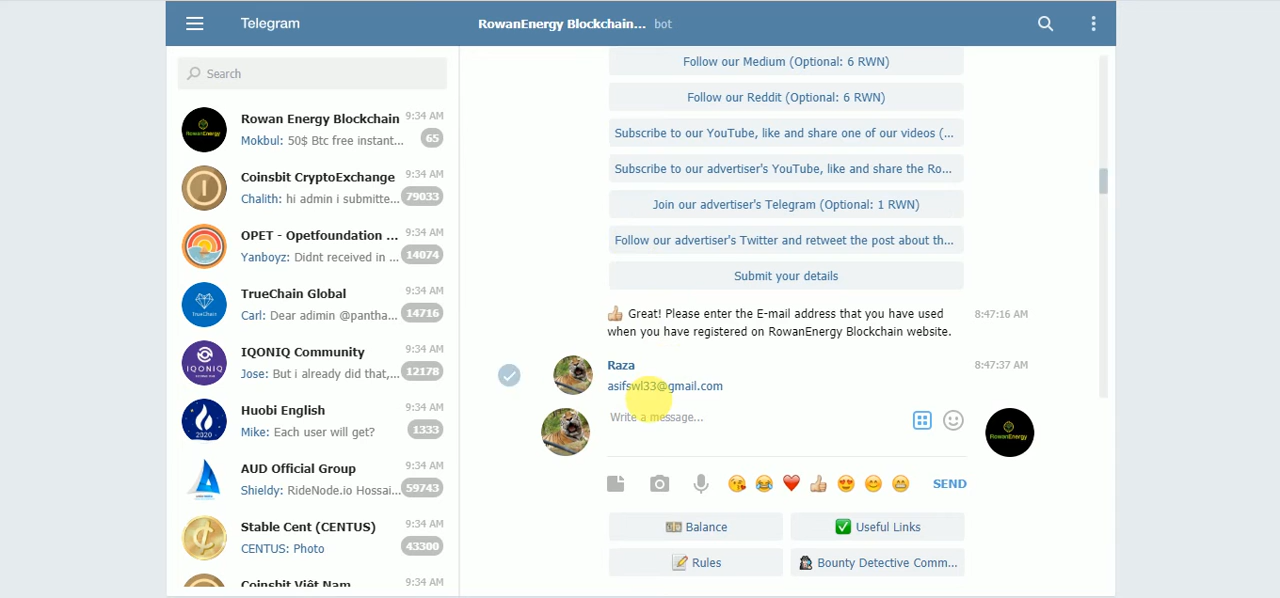 Telegram
RowanEnergy Blockchain... bot
Search
Rowan Energy Blockchain 9:34 AM
Mokbul: 50$ Btc free instant... 65
Coinsbit CryptoExchange 9:34 AM
Chalith: hi admin i submitte... 79033
OPET - Opetfoundation ... 9:34 AM
Yanboyz: Didnt received in ... 14074
TrueChain Global 9:34 AM
Carl: Dear adimin @pantha... 14716
IQONIQ Community 9:34 AM
Jose: But i already did that,... 12178
Huobi English 9:34 AM
Mike: Each user will get? 1333
AUD Official Group 9:34 AM
Shieldy: RideNode.io Hossai... 59743
Stable Cent (CENTUS) 9:34 AM
CENTUS: Photo 43300
Coinsbit Việt Nam 9:34 AM
Follow our Medium (Optional: 6 RWN)
Follow our Reddit (Optional: 6 RWN)
Subscribe to our YouTube, like and share one of our videos (...
Subscribe to our advertiser's YouTube, like and share the Ro...
Join our advertiser's Telegram (Optional: 1 RWN)
Follow our advertiser's Twitter and retweet the post about th...
Submit your details
👍 Great! Please enter the E-mail address that you have used 8:47:16 AM
when you have registered on RowanEnergy Blockchain website.
Raza 8:47:37 AM
asifswl33@gmail.com
Write a message...
RowanEnergy
SEND
Balance
Useful Links
Rules
Bounty Detective Comm...